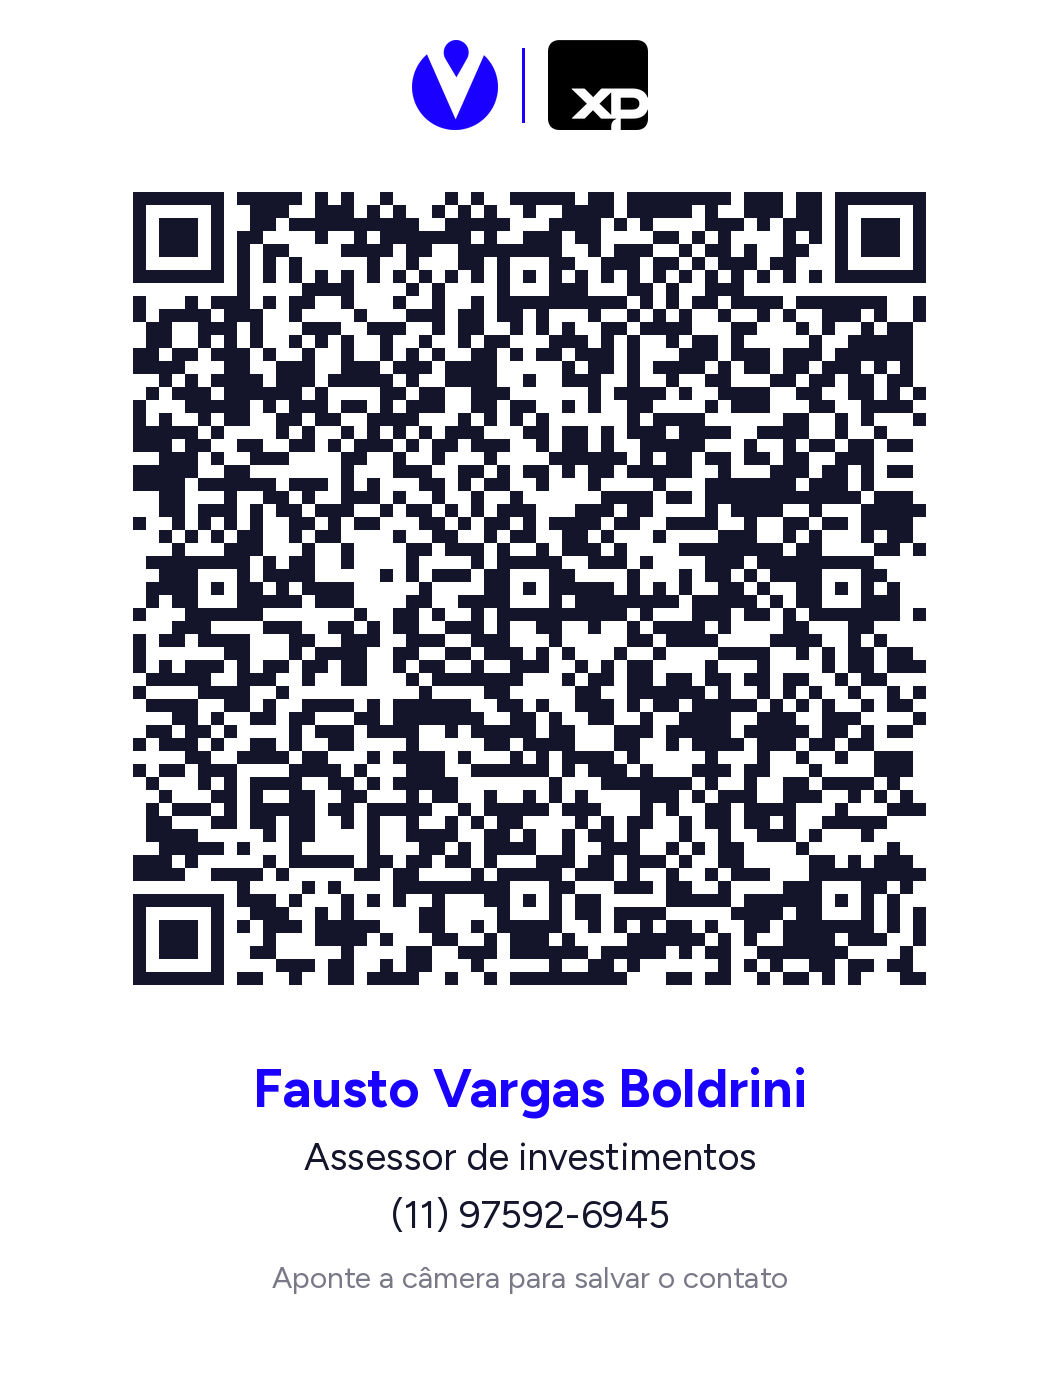 xp
Fausto Vargas Boldrini
Assessor de investimentos
(11) 97592-6945
Aponte a câmera para salvar o contato